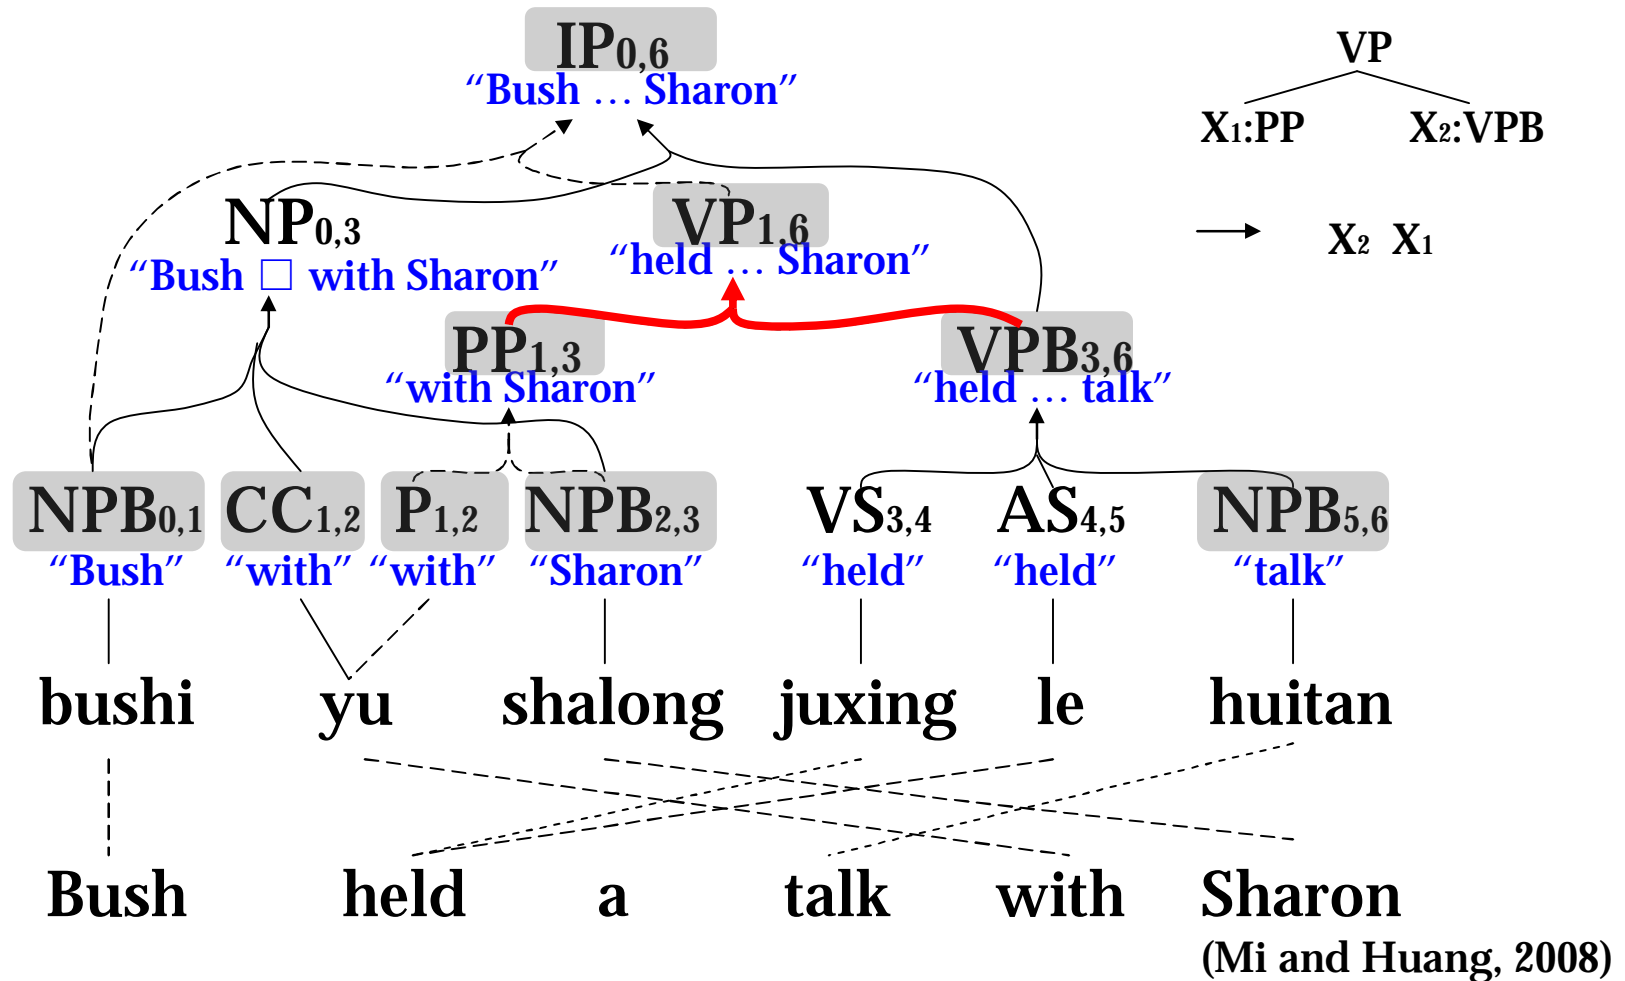 IP0,6
“Bush … Sharon”
VP
X1:PP X2:VPB
NP0,3 VP1,6
“Bush □ with Sharon” “held … Sharon”
X2 X1
PP1,3 VPB3,6
“with Sharon” “held … talk”
NPB0,1 CC1,2 P1,2 NPB2,3 VS3,4 AS4,5 NPB5,6
“Bush” “with” “with” “Sharon” “held” “held” “talk”
bushi yu shalong juxing le huitan
Bush held a talk with Sharon
(Mi and Huang, 2008)